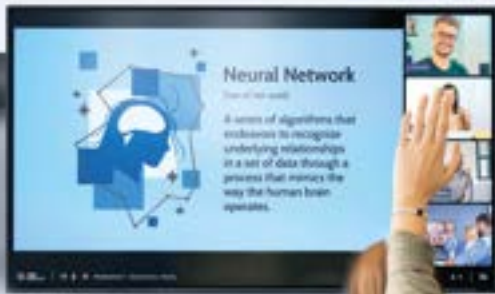 Neural Network
A series of algorithms that
endeavors to recognize
underlying relationships
in a set of data through a
process that mimics the
way the human brain
operates.